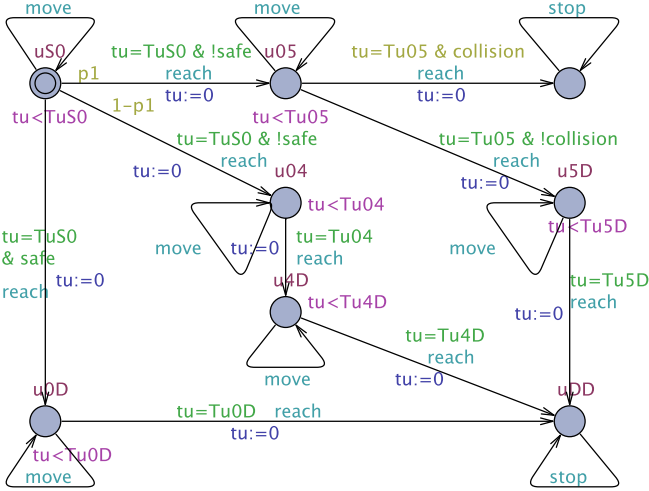 move
move
stop
uS0
tu=TuS0 & !safe
u05
tu=Tu05 & collision
p1
reach
reach
tu:=0
tu:=0
1-p1
tu<TuS0
tu<Tu05
tu=TuS0 & !safe
tu=Tu05 & !collision
reach
reach
tu:=0
u04
u5D
tu:=0
tu<Tu04
tu<Tu5D
tu=TuS0
& safe
move
tu:=0
tu=Tu04
move
reach
reach
tu:=0
u4D
tu=Tu5D
tu<Tu4D
reach
tu:=0
tu=Tu4D
reach
move
tu:=0
u0D
uDD
tu=Tu0D
reach
tu:=0
tu<Tu0D
move
stop